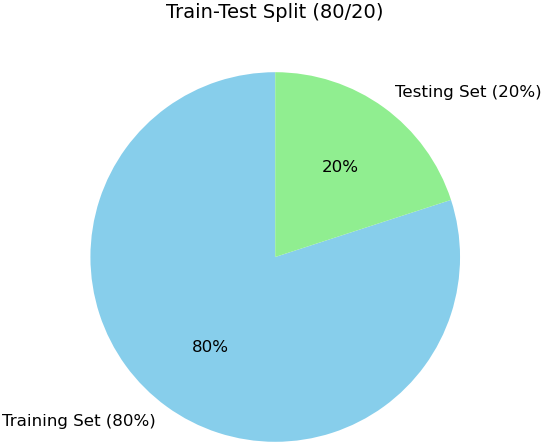 Train-Test Split (80/20)
Testing Set (20%)
20%
80%
Training Set (80%)